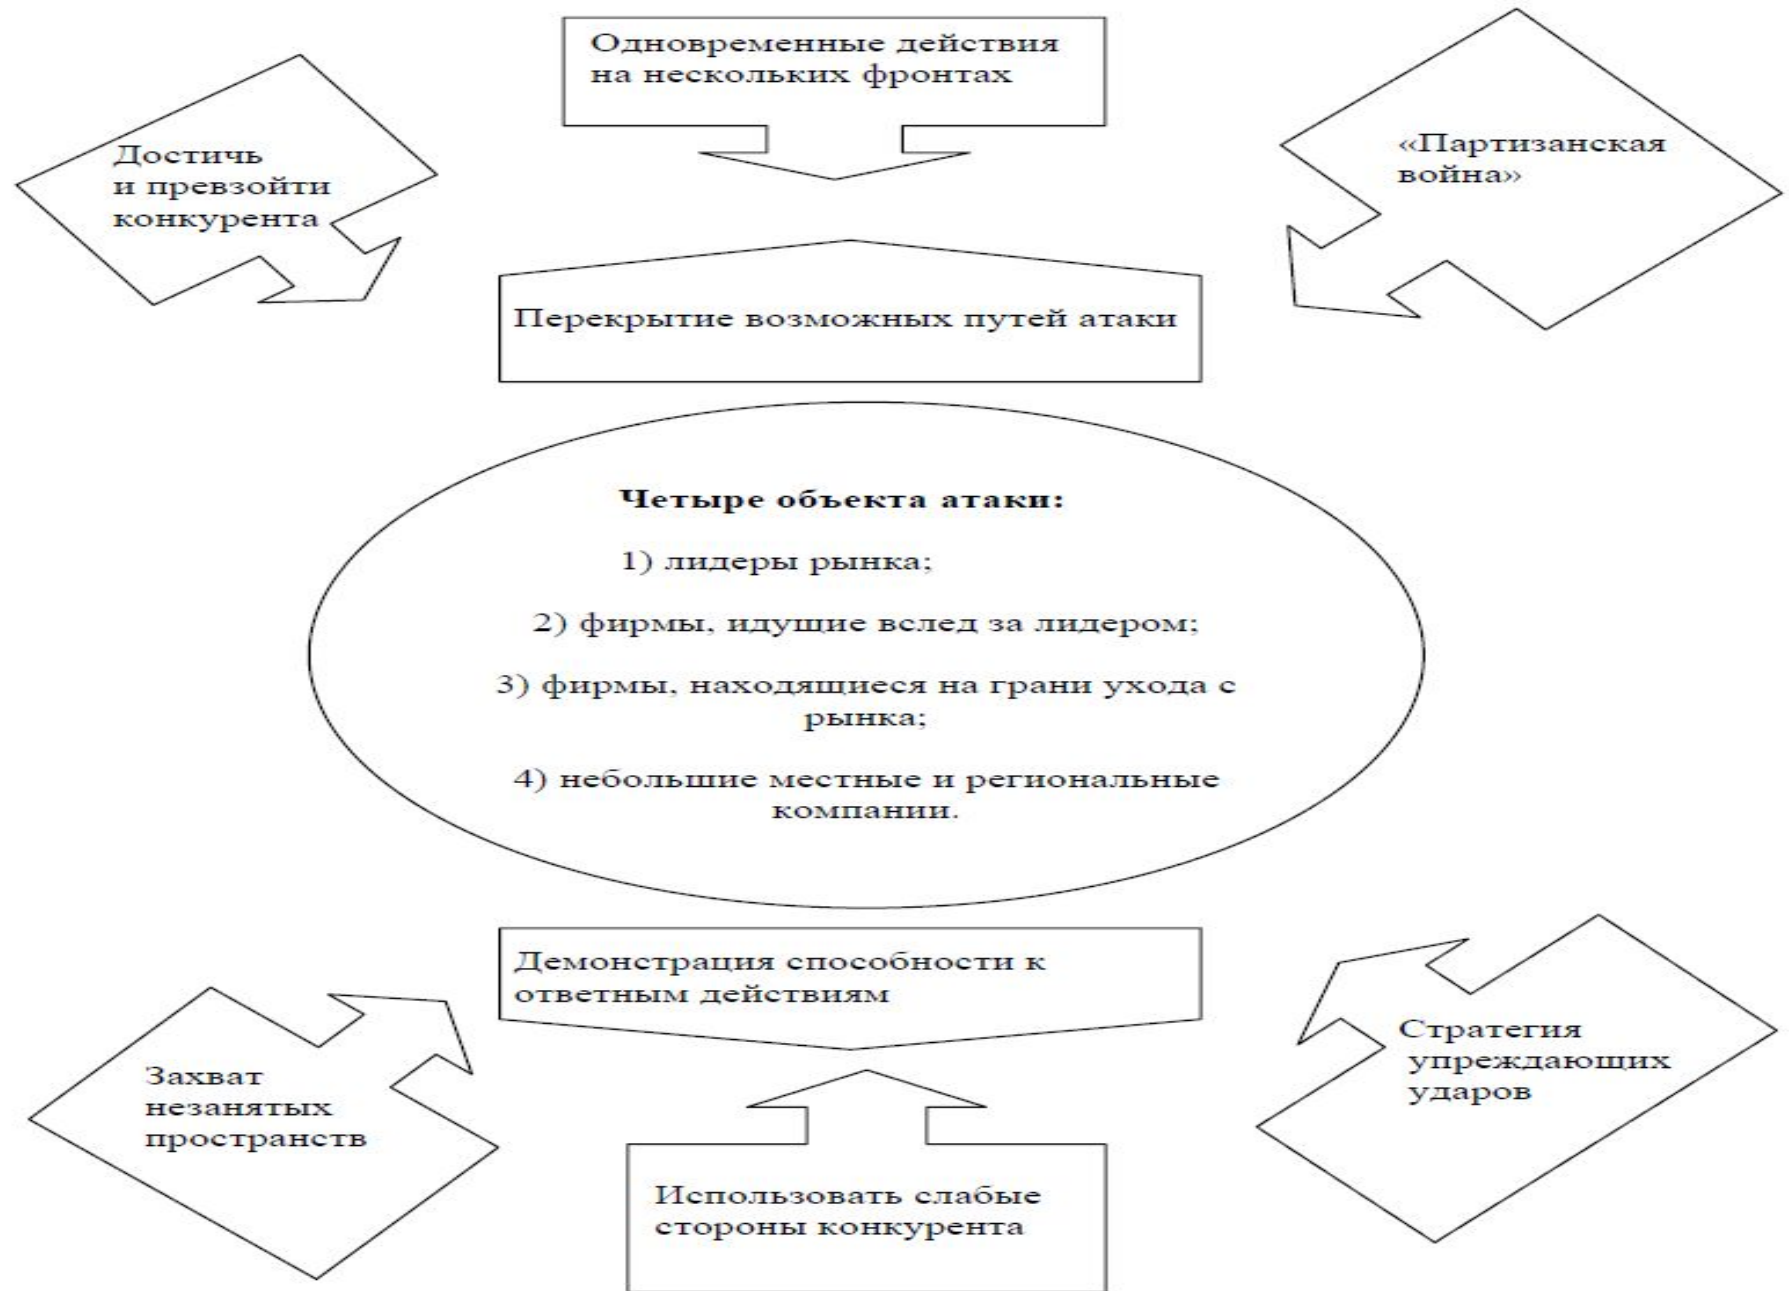 Одновременные действия
на нескольких фронтах
Достичь
и превзойти
конкурента
«Партизанская
война»
Перекрытие возможных путей атаки
Четыре объекта атаки:
1) лидеры рынка;
2) фирмы, идущие вслед за лидером;
3) фирмы, находящиеся на грани ухода с
рынка;
4) небольшие местные и региональные
компании.
Демонстрация способности к
ответным действиям
Захват
незанятых
пространств
Стратегия
упреждающих
ударов
Использовать слабые
стороны конкурента